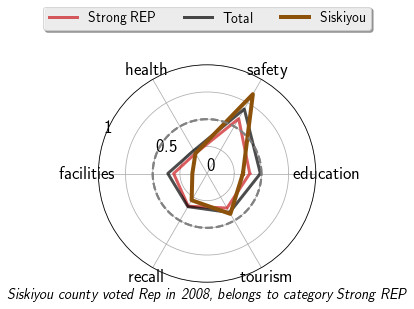 Strong REP Total Siskiyou
health safety
1
0.5
0
facilities education
recall tourism
Siskiyou county voted Rep in 2008, belongs to category Strong REP